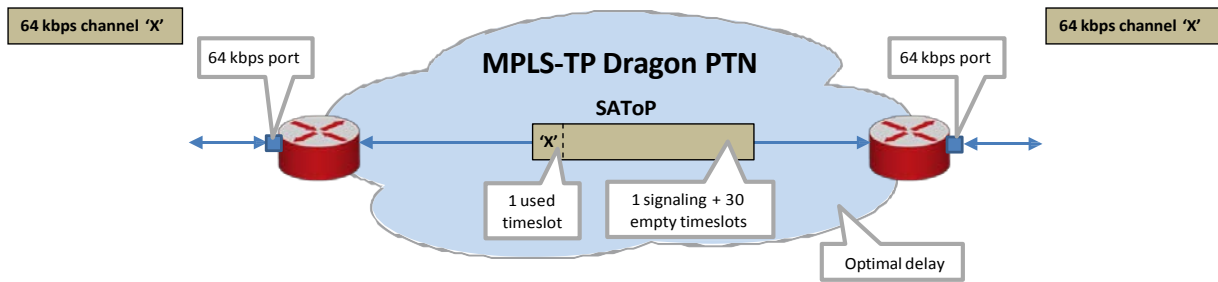 64 kbps channel ‘X’
64 kbps channel ‘X’
64 kbps port
MPLS-TP Dragon PTN
64 kbps port
SAToP
‘X’
1 used
timeslot
1 signaling + 30
empty timeslots
Optimal delay